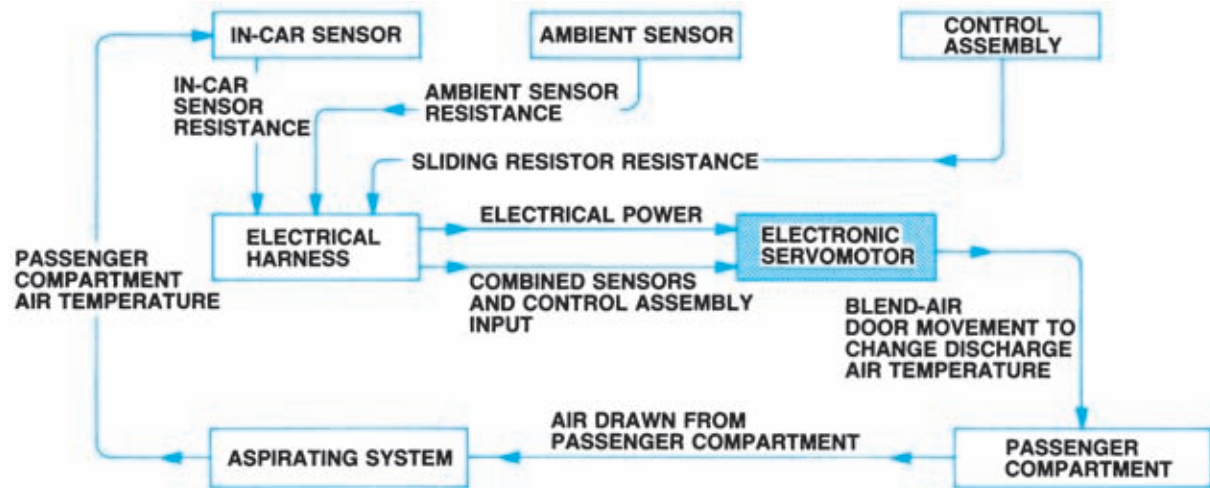 IN-CAR SENSOR
AMBIENT SENSOR
CONTROL
ASSEMBLY
IN-CAR
SENSOR
RESISTANCE
AMBIENT SENSOR
RESISTANCE
SLIDING RESISTOR RESISTANCE
ELECTRICAL
HARNESS
ELECTRICAL POWER
ELECTRONIC
SERVOMOTOR
PASSENGER
COMPARTMENT
AIR TEMPERATURE
COMBINED SENSORS
AND CONTROL ASSEMBLY
INPUT
BLEND-AIR
DOOR MOVEMENT TO
CHANGE DISCHARGE
AIR TEMPERATURE
ASPIRATING SYSTEM
AIR DRAWN FROM
PASSENGER COMPARTMENT
PASSENGER
COMPARTMENT